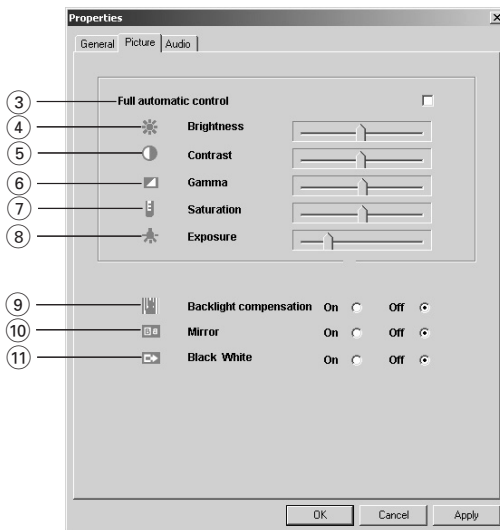 Properties
General Picture Audio
③ Full automatic control
④ Brightness
⑤ Contrast
⑥ Gamma
⑦ Saturation
⑧ Exposure
⑨ Backlight compensation On Off
⑩ Mirror On Off
⑪ Black White On Off
OK Cancel Apply